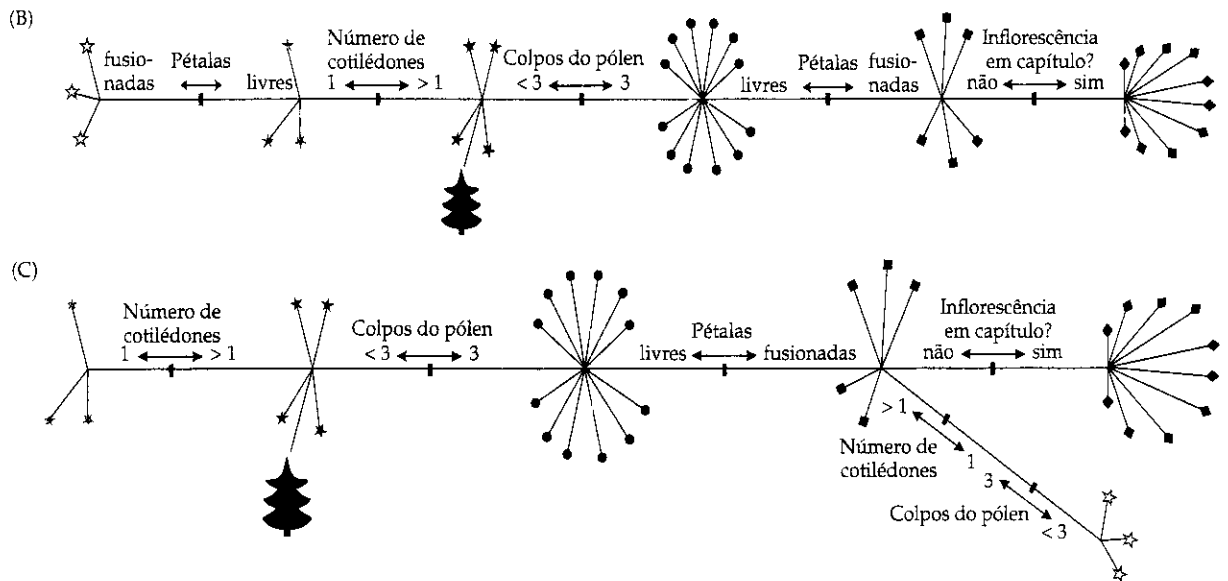 (B)
fusio-
nadas
Pétalas
livres
Número de
cotilédones
1
> 1
Colpos do pólen
< 3
3
livres
Pétalas
fusio-
nadas
Inflorescência
em capítulo?
não
sim
(C)
Número de
cotilédones
1
> 1
Colpos do pólen
< 3
3
Pétalas
livres
fusionadas
Inflorescência
em capítulo?
não
sim
> 1
Número de
cotilédones
1
3
Colpos do pólen
< 3